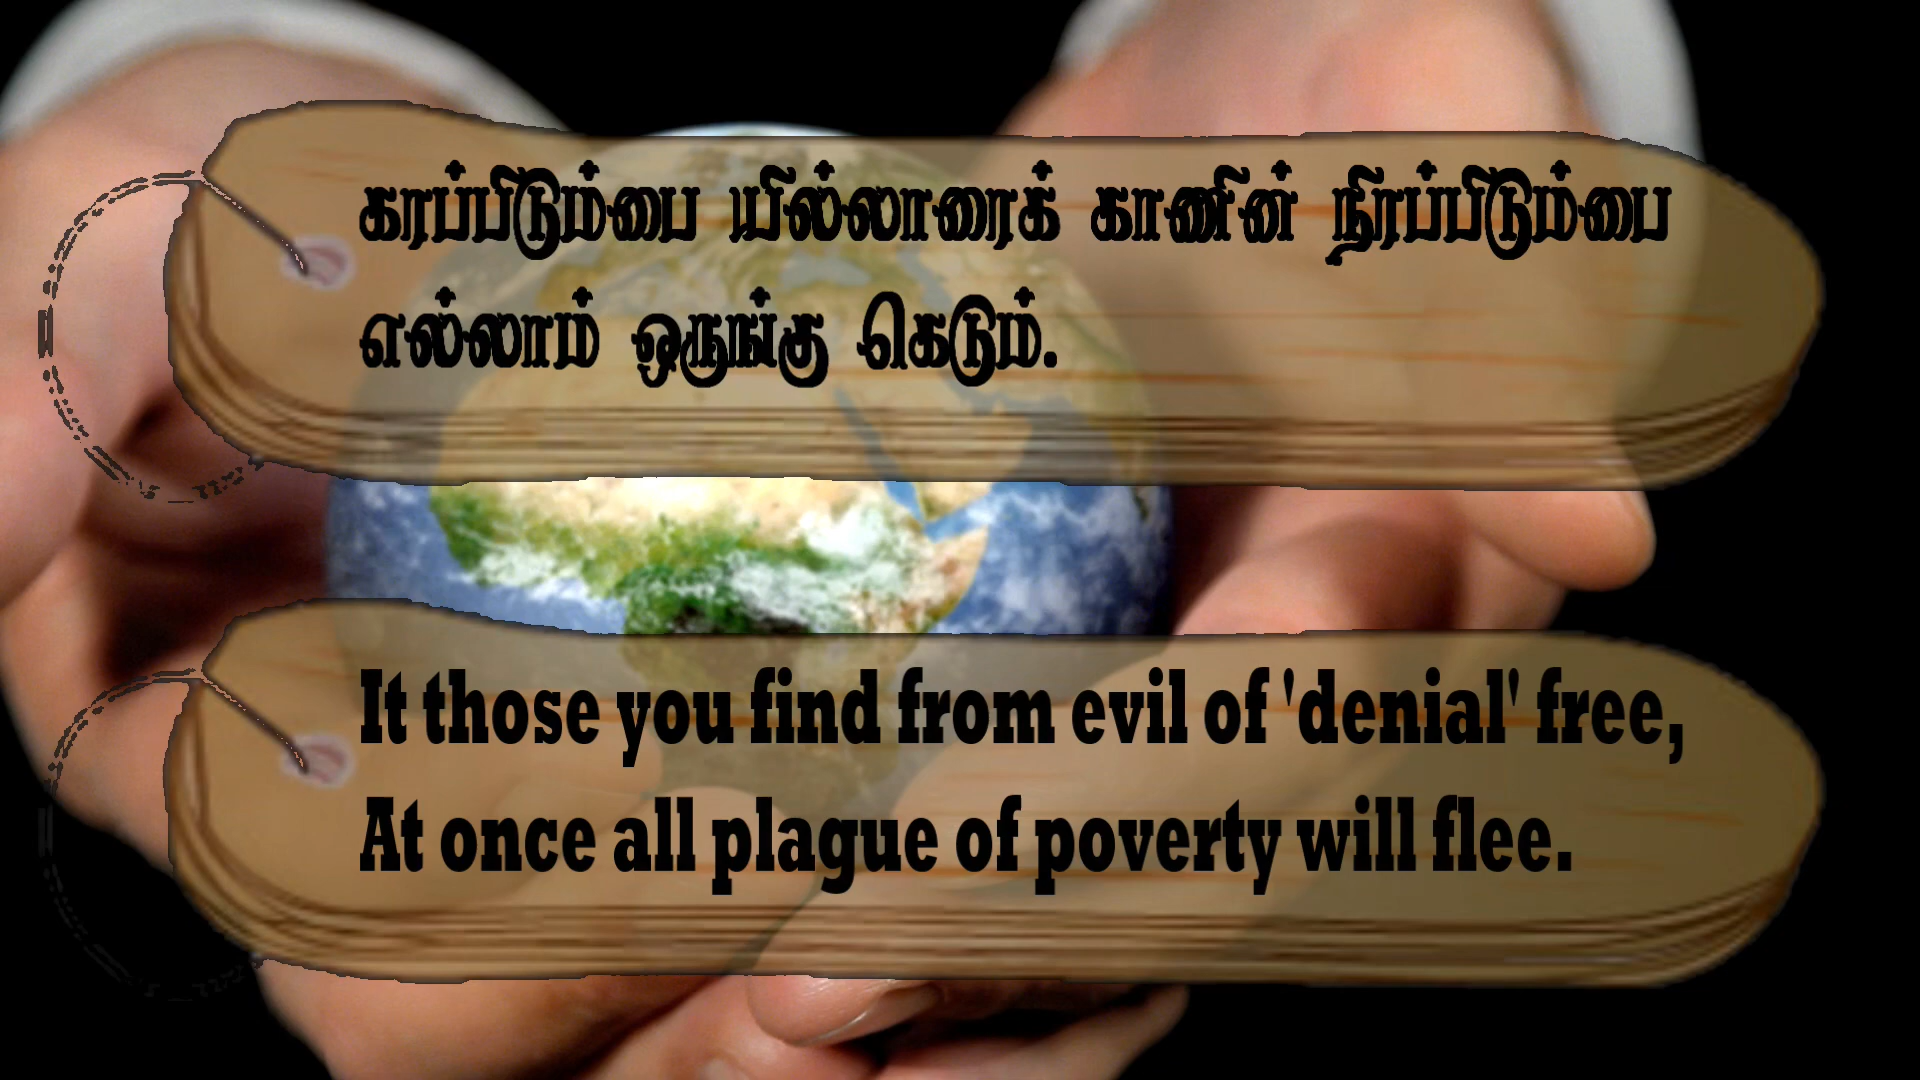 கரப்பிடும்பை யில்லாரைக் காணின் நிரப்பிடும்பை
எல்லாம் ஒருங்கு கெடும்.
It those you find from evil of 'denial' free,
At once all plague of poverty will flee.